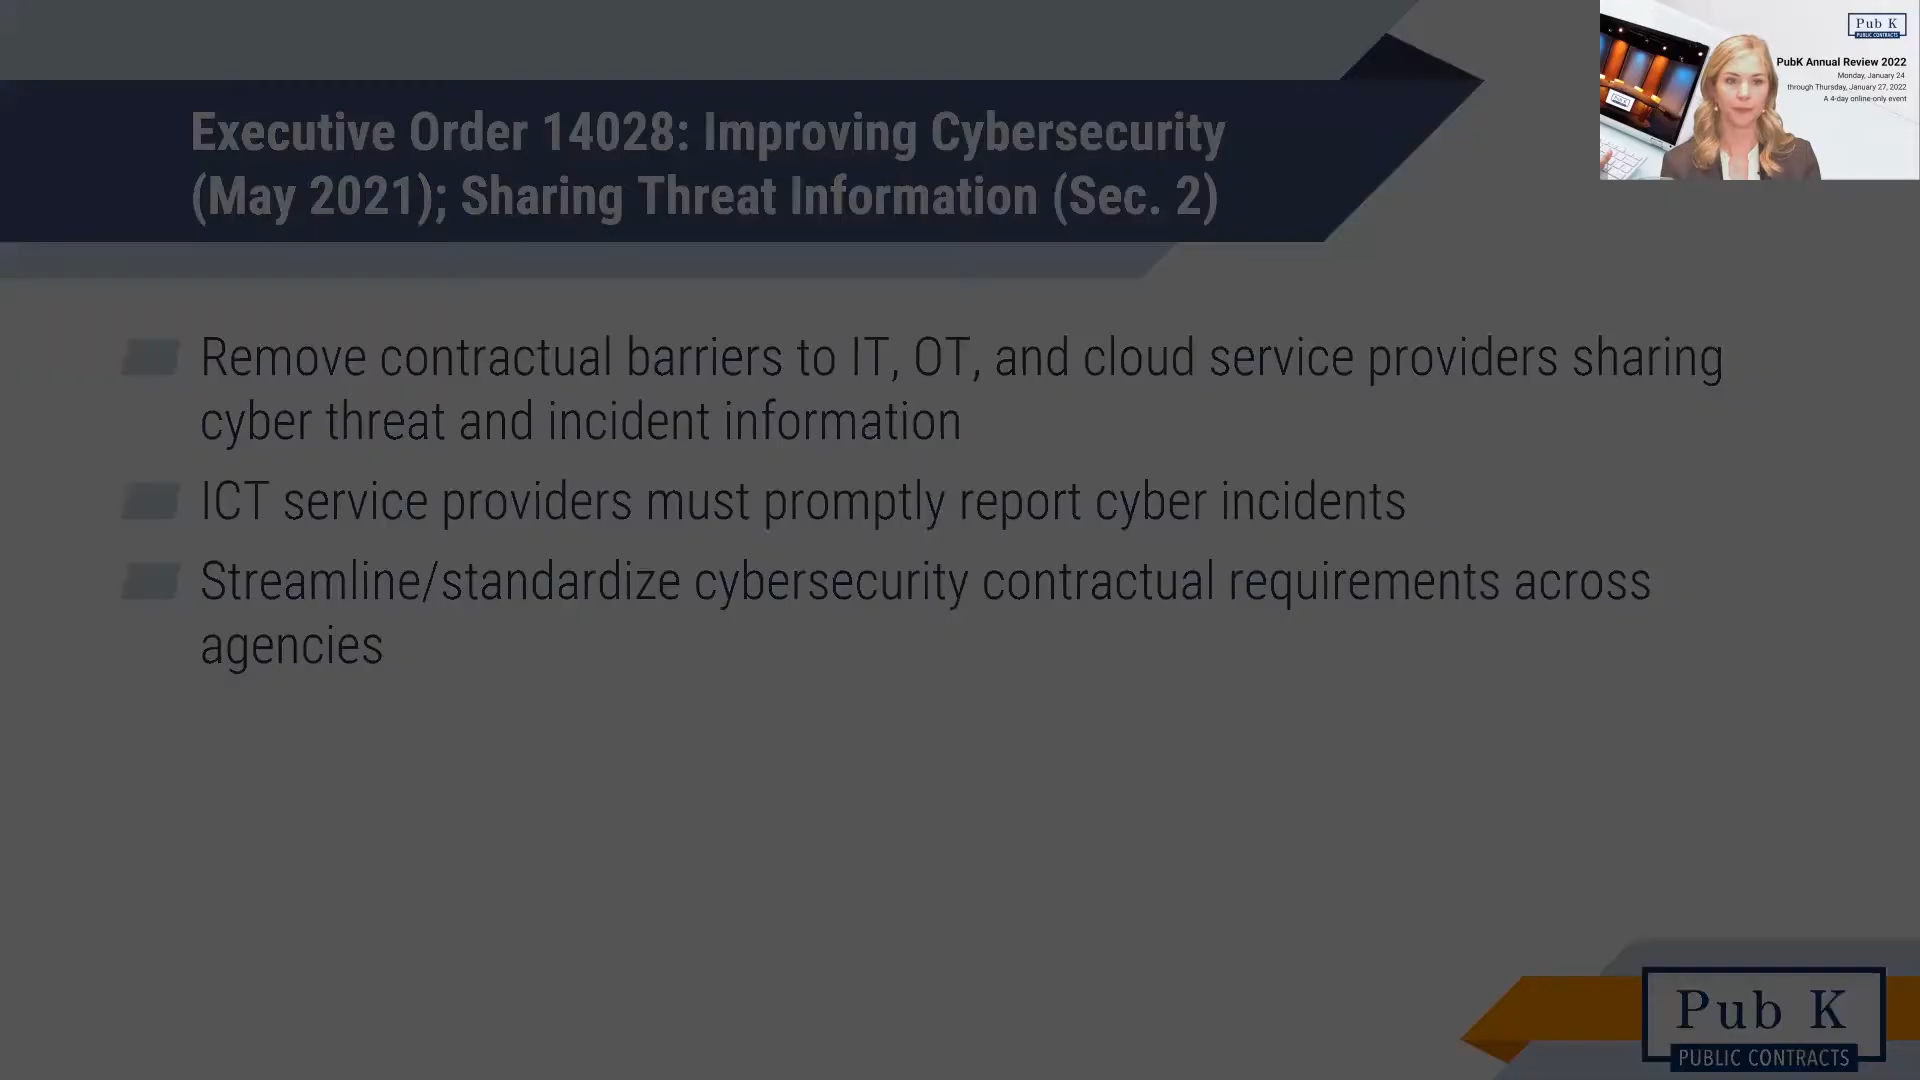 Executive Order 14028: Improving Cybersecurity
(May 2021); Sharing Threat Information (Sec. 2)
Remove contractual barriers to IT, OT, and cloud service providers sharing
cyber threat and incident information
ICT service providers must promptly report cyber incidents
Streamline/standardize cybersecurity contractual requirements across
agencies
Pub K
PUBLIC CONTRACTS
PubK Annual Review 2022
Monday, January 24
through Thursday, January 27, 2022
A 4-day online-only event
Pub K
PUBLIC CONTRACTS